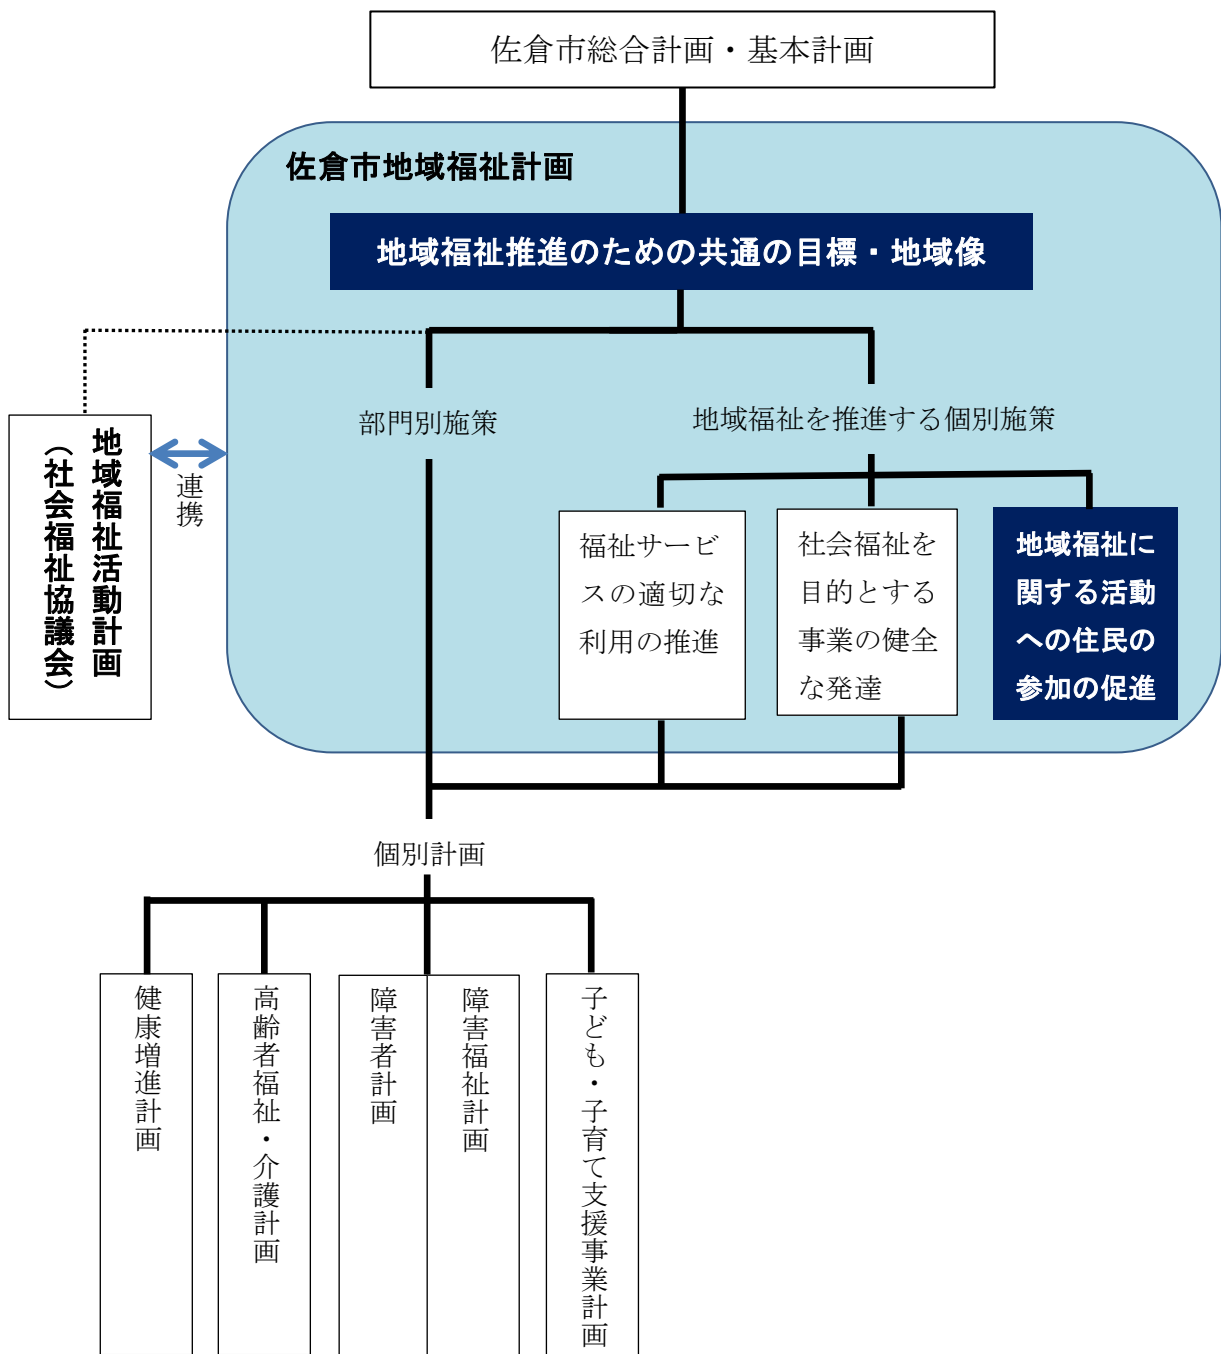 佐倉市総合計画・基本計画
佐倉市地域福祉計画
地域福祉推進のための共通の目標・地域像
部門別施策
地域福祉を推進する個別施策
地域福祉活動計画
（社会福祉協議会）
連携
福祉サービ
スの適切な
利用の推進
社会福祉を
目的とする
事業の健全
な発達
地域福祉に
関する活動
への住民の
参加の促進
個別計画
健康増進計画
高齢者福祉・介護計画
障害者計画
障害福祉計画
子ども・子育て支援事業計画